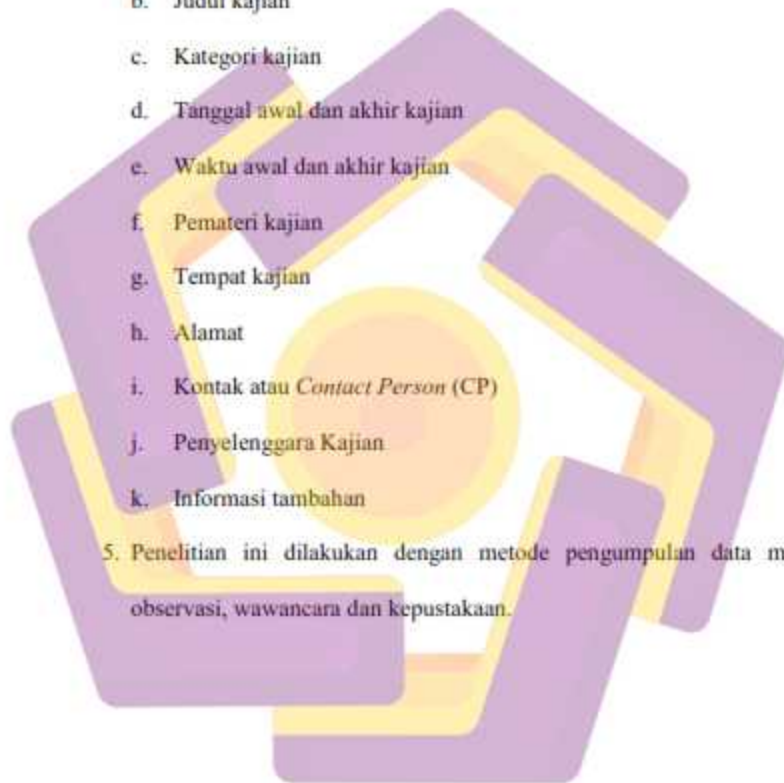 b. Judul kajian
c. Kategori kajian
d. Tanggal awal dan akhir kajian
e. Waktu awal dan akhir kajian
f. Pemateri kajian
g. Tempat kajian
h. Alamat
i. Kontak atau Contact Person (CP)
j. Penyelenggara Kajian
k. Informasi tambahan
5. Penelitian ini dilakukan dengan metode pengumpulan data
observasi, wawancara dan kepustakaan.